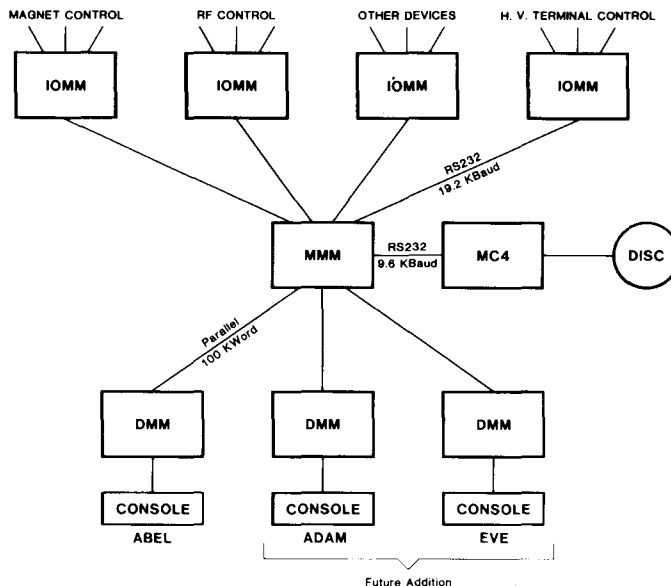 MAGNET CONTROL RF CONTROL OTHER DEVICES H. V. TERMINAL CONTROL
IOMM IOMM IOMM IOMM
RS232
19.2 KBaud
MMM RS232 MC4 DISC
9.6 KBaud
Parallel
100 KWord
DMM DMM DMM
CONSOLE CONSOLE CONSOLE
ABEL ADAM EVE
Future Addition